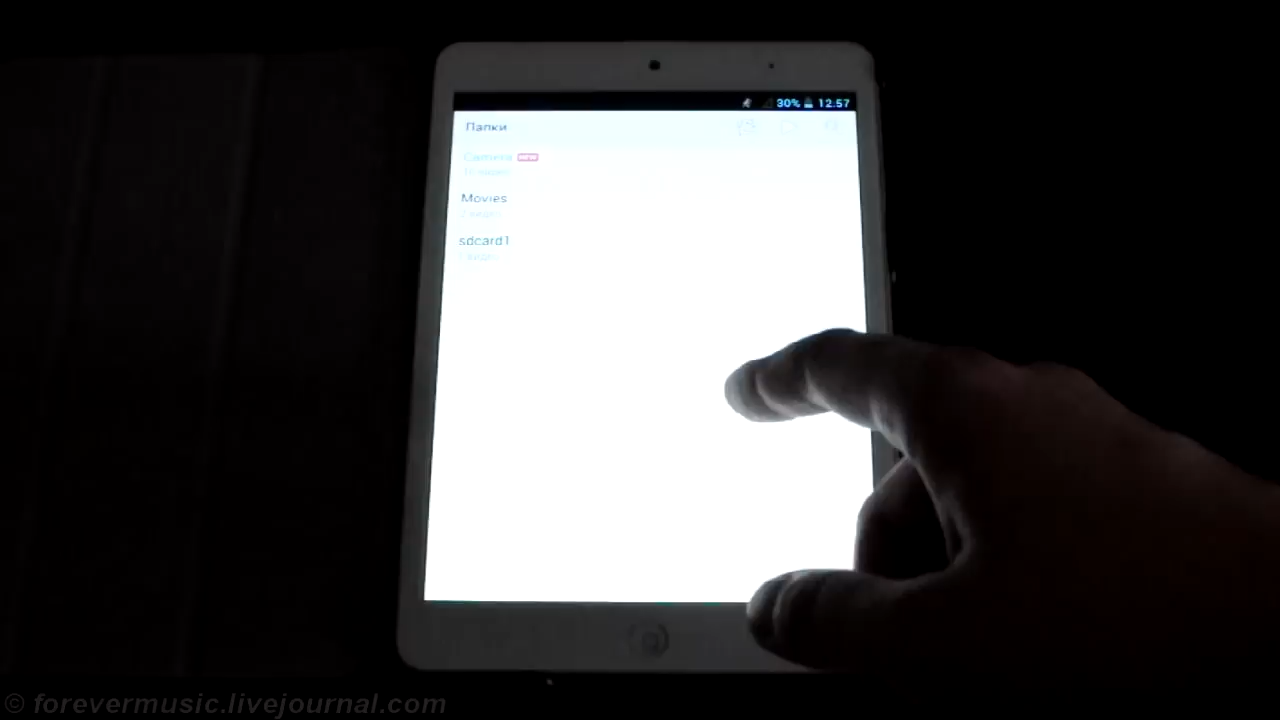 30% 12.57
Папки
Camera NEW
Movies
sdcard1
© forevermusic.livejournal.com